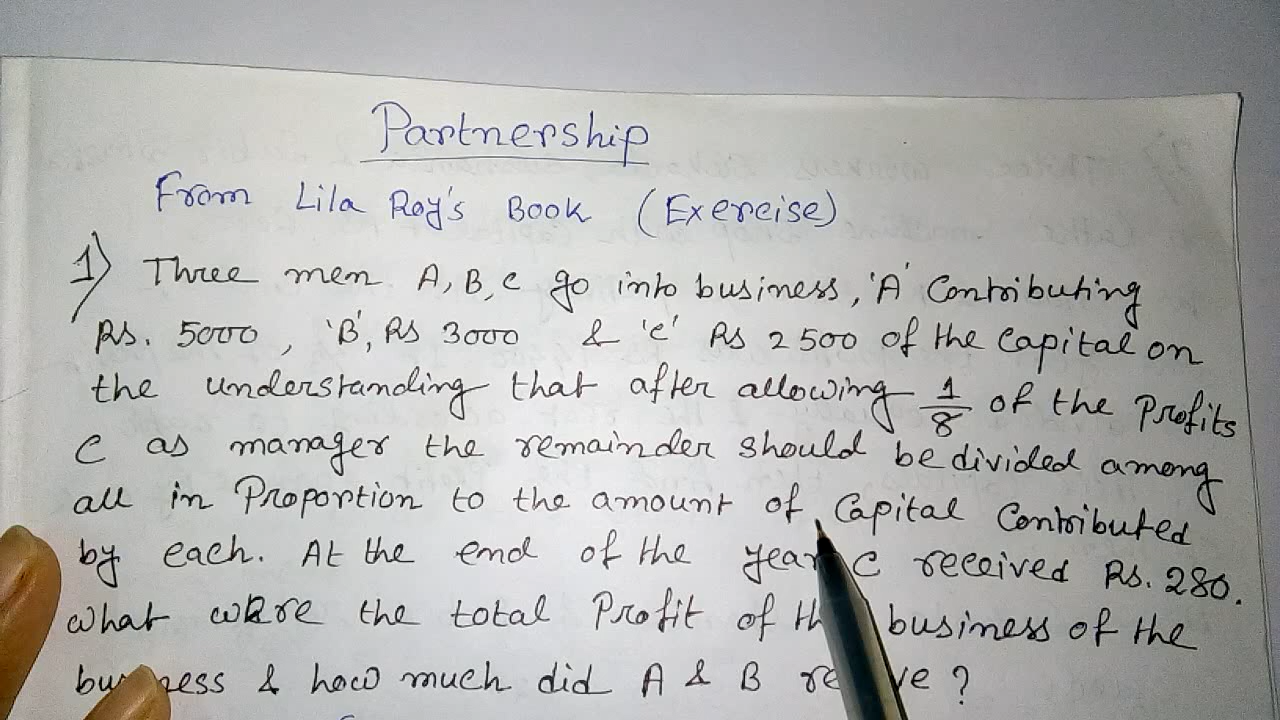 Partnership
From Lila Roy's Book (Exercise)
1) Three men A, B, C go into business, 'A' Contributing
Rs. 5000, 'B', Rs 3000 & 'C' Rs 2500 of the Capital on
the understanding that after allowing 1/8 of the Profits
C as manager the remainder should be divided among
all in Proportion to the amount of Capital Contributed
by each. At the end of the year C received Rs. 280.
What were the total Profit of the business of the
& how much did A & B ?